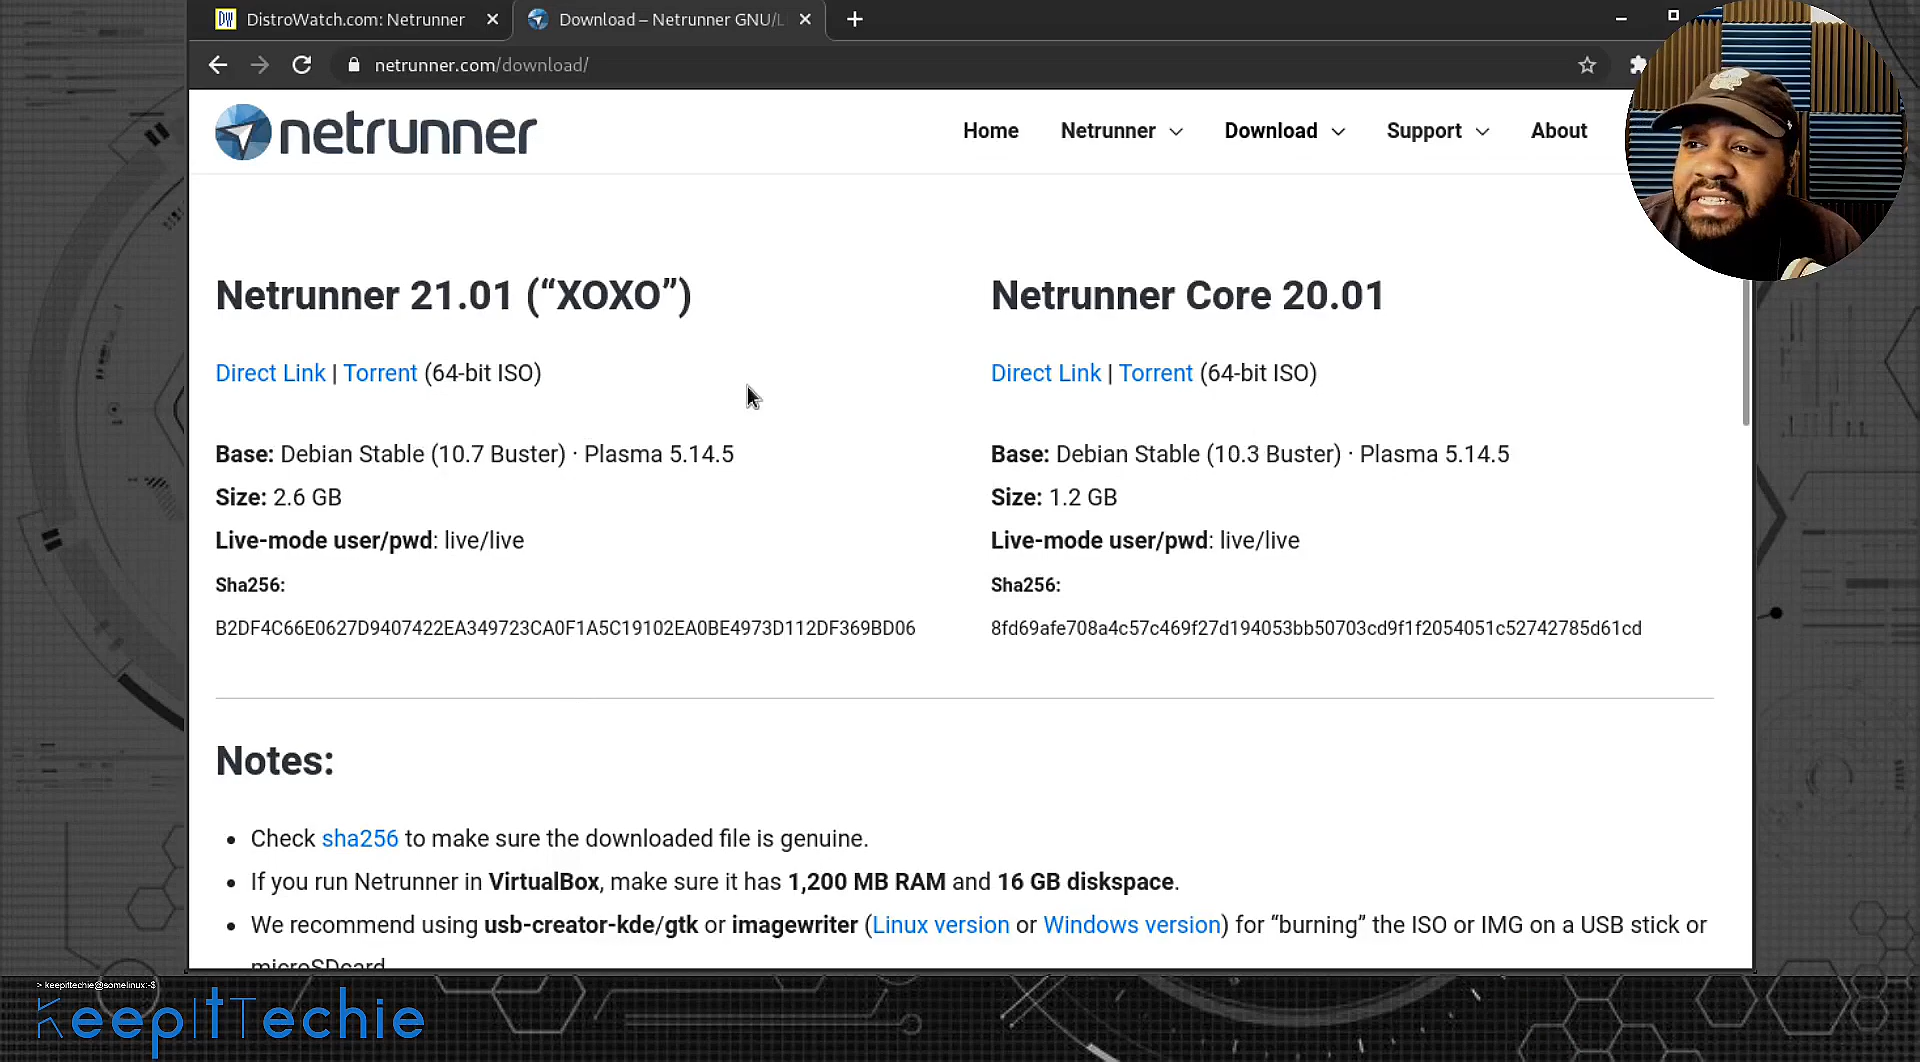 DW DistroWatch.com: Netrunner
Download – Netrunner GNU/L
netrunner.com/download/
netrunner
Home Netrunner Download Support About
Netrunner 21.01 (“XOXO”)
Direct Link | Torrent (64-bit ISO)
Base: Debian Stable (10.7 Buster) · Plasma 5.14.5
Size: 2.6 GB
Live-mode user/pwd: live/live
Sha256:
B2DF4C66E0627D9407422EA349723CA0F1A5C19102EA0BE4973D112DF369BD06
Netrunner Core 20.01
Direct Link | Torrent (64-bit ISO)
Base: Debian Stable (10.3 Buster) · Plasma 5.14.5
Size: 1.2 GB
Live-mode user/pwd: live/live
Sha256:
8fd69afe708a4c57c469f27d194053bb50703cd9f1f2054051c52742785d61cd
Notes:
Check sha256 to make sure the downloaded file is genuine.
If you run Netrunner in VirtualBox, make sure it has 1,200 MB RAM and 16 GB diskspace.
We recommend using usb-creator-kde/gtk or imagewriter (Linux version or Windows version) for “burning” the ISO or IMG on a USB stick or
microSDcard.
> keepittechie@somelinux:-$
KeepItTechie